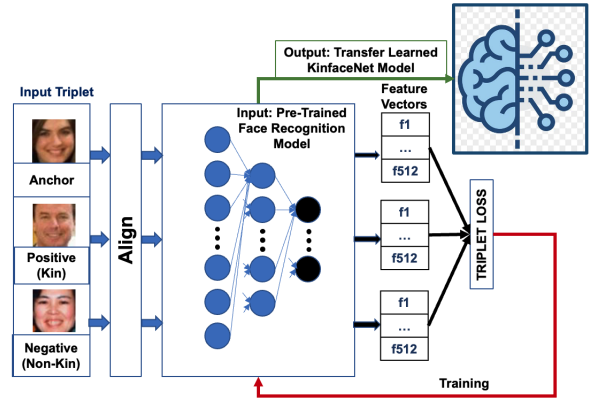 Output: Transfer Learned
KinfaceNet Model
Input Triplet
Feature
Vectors
Input: Pre-Trained
Face Recognition
Model
Anchor
Positive
(Kin)
Negative
(Non-Kin)
Align
f1
...
f512
f1
...
f512
f1
...
f512
TRIPLET LOSS
Training